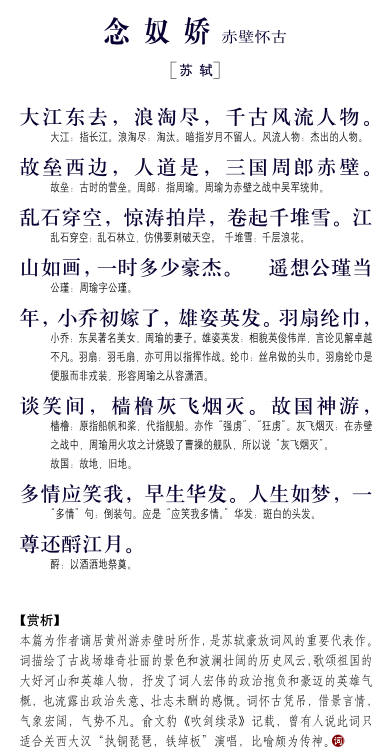 念奴娇 赤壁怀古
[苏 轼]
大江东去，浪淘尽，千古风流人物。
大江：指长江。浪淘尽：淘汰。暗指岁月不留人。风流人物：杰出的人物。
故垒西边，人道是，三国周郎赤壁。
故垒：古时的营垒。周郎：指周瑜。周瑜为赤壁之战中吴军统帅。
乱石穿空，惊涛拍岸，卷起千堆雪。江
乱石穿空：乱石林立，仿佛要刺破天空。 千堆雪：千层浪花。
山如画，一时多少豪杰。 遥想公瑾当
公瑾：周瑜字公瑾。
年，小乔初嫁了，雄姿英发。羽扇纶巾，
小乔：东吴著名美女，周瑜的妻子。雄姿英发：相貌英俊伟岸，言论见解卓越
不凡。羽扇：羽毛扇，亦可用以指挥作战。纶巾：丝帛做的头巾。羽扇纶巾是
便服而非戎装，形容周瑜之从容潇洒。
谈笑间，樯橹灰飞烟灭。故国神游，
樯橹：原指船帆和桨，代指舰船。亦作“强虏”、“狂虏”。灰飞烟灭：在赤壁
之战中，周瑜用火攻之计烧毁了曹操的舰队，所以说“灰飞烟灭”。
故国：故地，旧地。
多情应笑我，早生华发。人生如梦，一
“多情”句：倒装句。应是“应笑我多情。”华发：斑白的头发。
尊还酹江月。
酹：以酒洒地祭奠。
【赏析】
本篇为作者谪居黄州游赤壁时所作，是苏轼豪放词风的重要代表作。
词描绘了古战场雄奇壮丽的景色和波澜壮阔的历史风云，歌颂祖国的
大好河山和英雄人物，抒发了词人宏伟的政治抱负和豪迈的英雄气
概，也流露出政治失意、壮志未酬的感慨。词怀古凭吊，借景言情，
气象宏阔，气势不凡。俞文豹《吹剑续录》记载，曾有人说此词只
适合关西大汉“执铜琵琶，铁绰板”演唱，比喻颇为传神。词